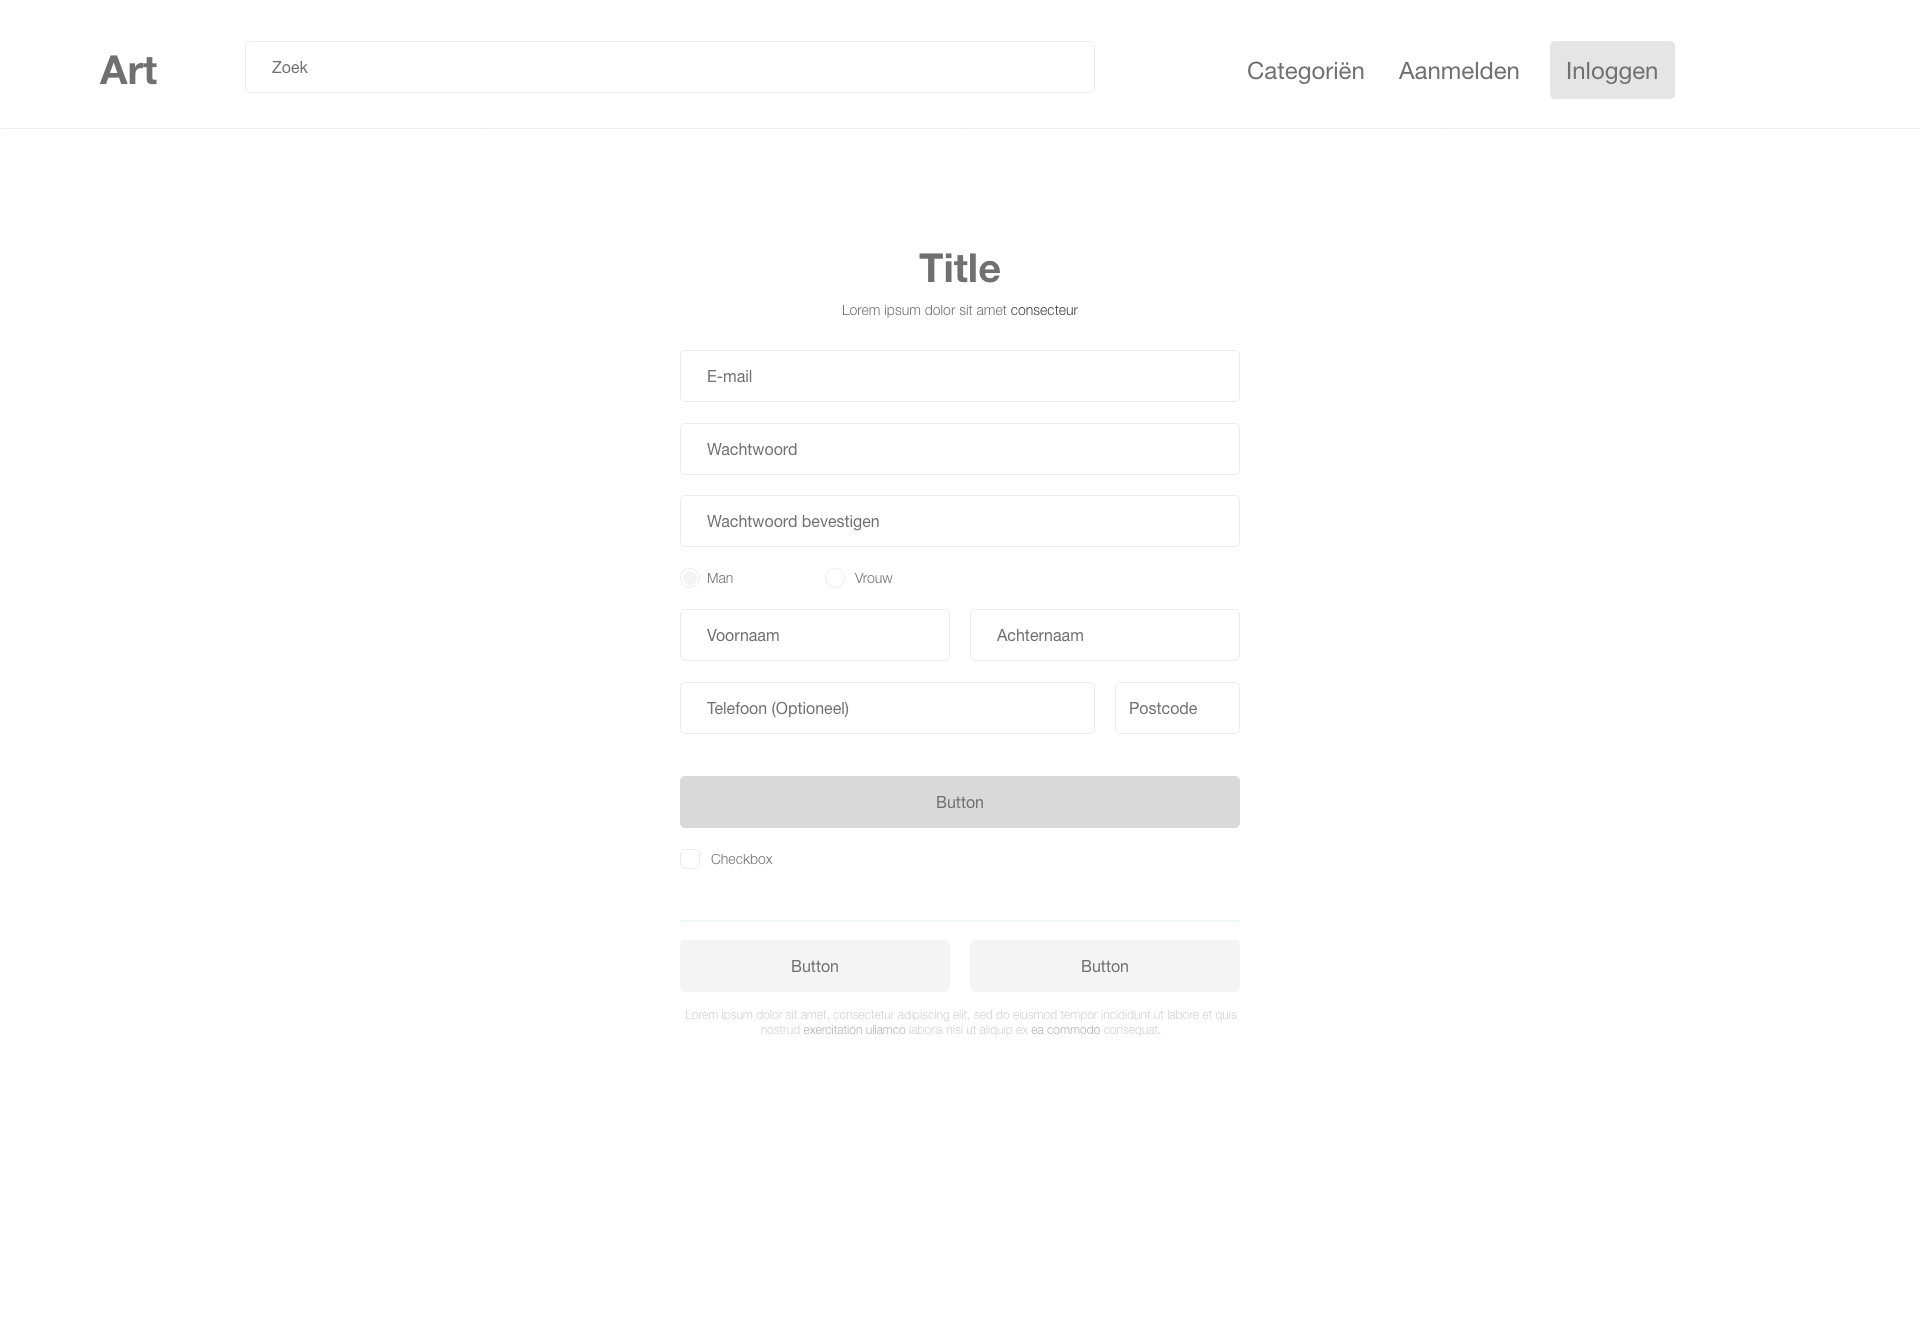 Art
Zoek
Categoriën
Aanmelden
Inloggen
Title
Lorem ipsum dolor sit amet consecteur
E-mail
Wachtwoord
Wachtwoord bevestigen
Man
Vrouw
Voornaam
Achternaam
Telefoon (Optioneel)
Postcode
Button
Checkbox
Button
Button
Lorem ipsum dolor sit amet, consectetur adipiscing elit, sed do eiusmod tempor incididunt ut labore et quis
nostrud exercitation ullamco laboris nisi ut aliquip ex ea commodo consequat.